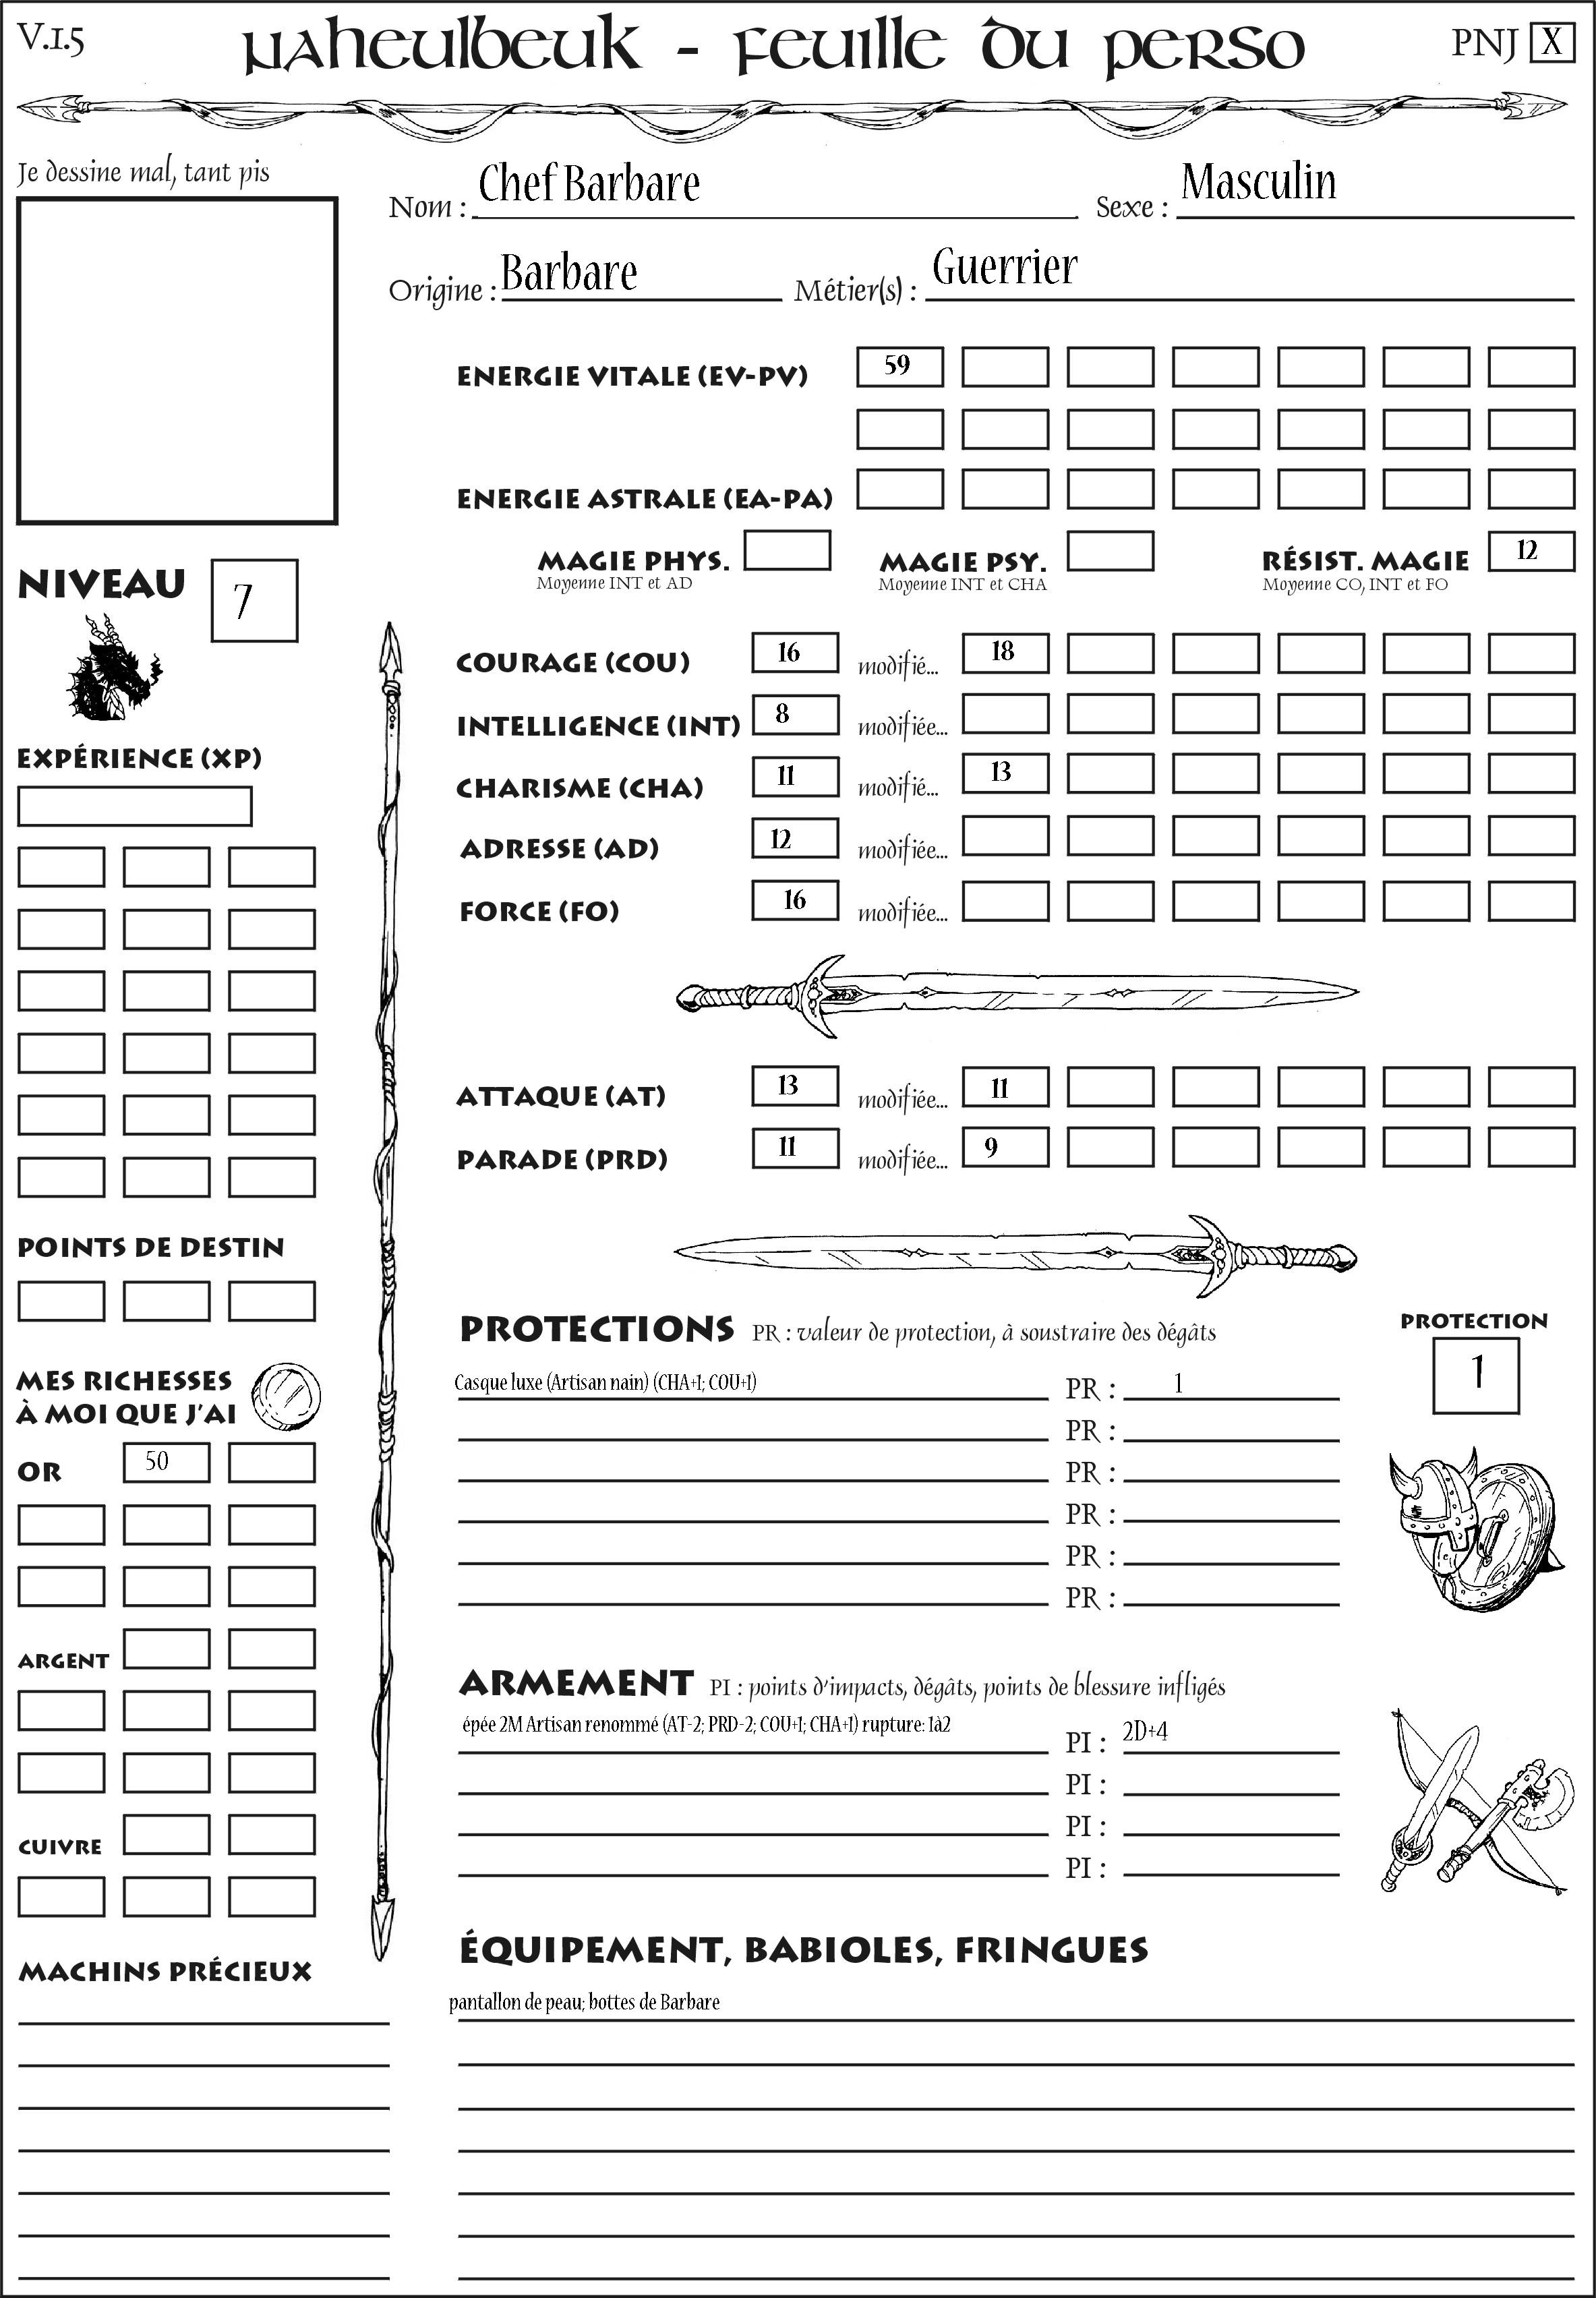 V.1.5
Naheulbeuk - Feuille du perso
PNJ X
Je dessine mal, tant pis
Nom : Chef Barbare
Sexe : Masculin
Origine : Barbare
Métier(s) : Guerrier
ENERGIE VITALE (EV-PV) 59
ENERGIE ASTRALE (EA-PA)
MAGIE PHYS.
Moyenne INT et AD
MAGIE PSY.
Moyenne INT et CHA
RÉSIST. MAGIE 12
Moyenne CO, INT et FO
NIVEAU 7
COURAGE (COU) 16 modifié... 18
INTELLIGENCE (INT) 8 modifiée...
CHARISME (CHA) 11 modifié... 13
ADRESSE (AD) 12 modifiée...
FORCE (FO) 16 modifiée...
EXPÉRIENCE (XP)
ATTAQUE (AT) 13 modifiée... 11
PARADE (PRD) 11 modifiée... 9
POINTS DE DESTIN
MES RICHESSES
À MOI QUE J'AI
OR 50
ARGENT
CUIVRE
MACHINS PRÉCIEUX
PROTECTIONS PR : valeur de protection, à soustraire des dégâts
PROTECTION
1
Casque luxe (Artisan nain) (CHA+1; COU+1) PR : 1
PR :
PR :
PR :
PR :
PR :
ARMEMENT PI : points d'impacts, dégâts, points de blessure infligés
épée 2M Artisan renommé (AT-2; PRD-2; COU+1; CHA+1) rupture: 1à2 PI : 2D+4
PI :
PI :
PI :
ÉQUIPEMENT, BABIOLES, FRINGUES
pantallon de peau; bottes de Barbare